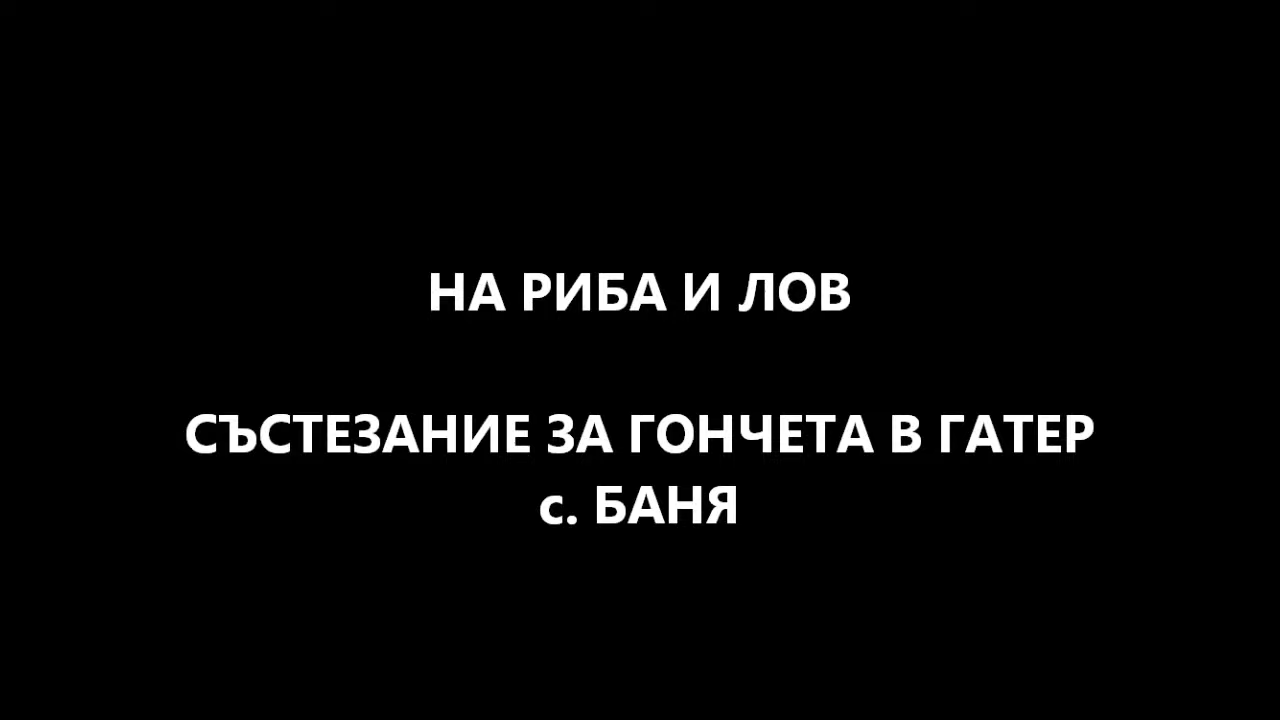 НА РИБА И ЛОВ
СЪСТЕЗАНИЕ ЗА ГОНЧЕТА В ГАТЕР
с. БАНЯ